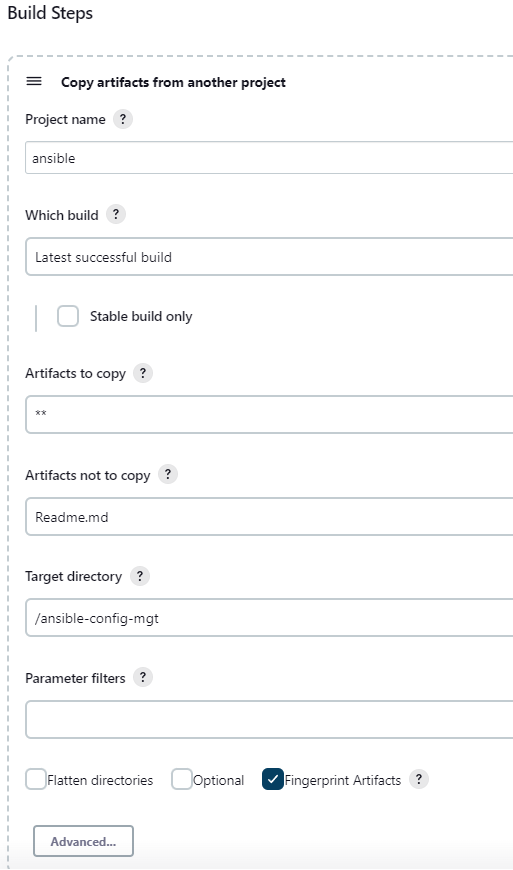 Build Steps
Copy artifacts from another project
Project name ?
ansible
Which build ?
Latest successful build
Stable build only
Artifacts to copy ?
**
Artifacts not to copy ?
Readme.md
Target directory ?
/ansible-config-mgt
Parameter filters ?
Flatten directories Optional Fingerprint Artifacts ?
Advanced...